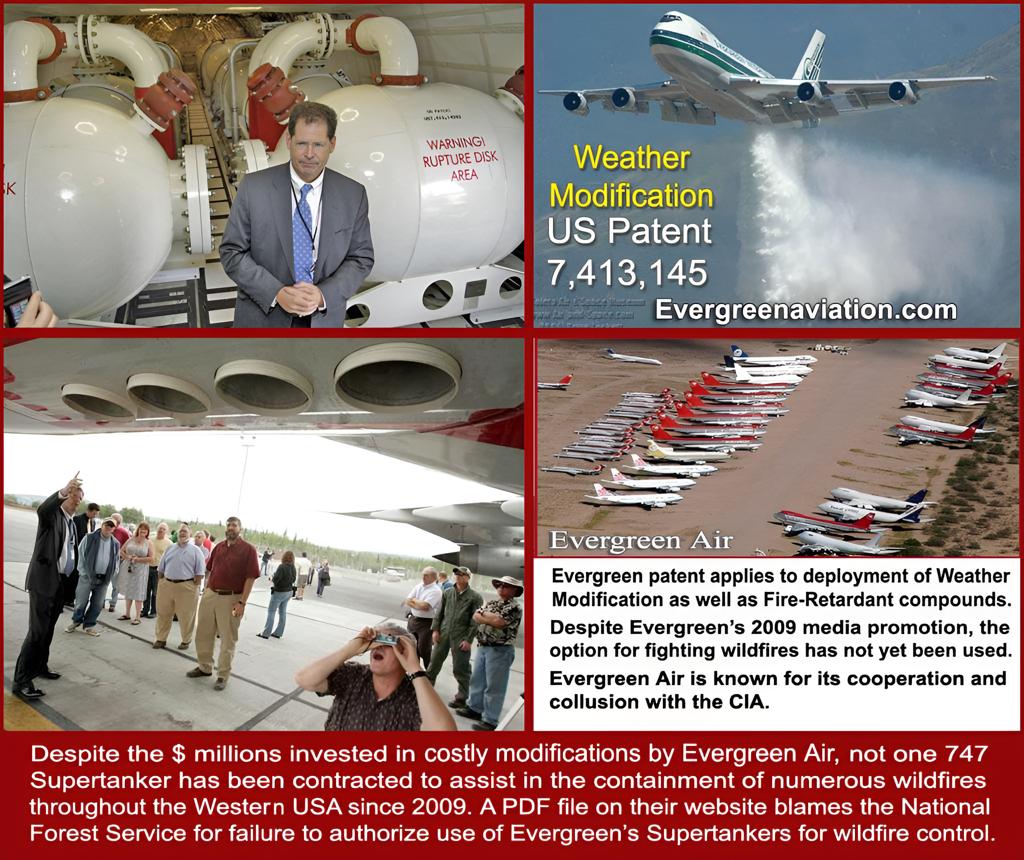 WARNING!
RUPTURE DISK
AREA
Weather
Modification
US Patent
7,413,145
Evergreenaviation.com
Evergreen Air
Evergreen patent applies to deployment of Weather
Modification as well as Fire-Retardant compounds.
Despite Evergreen's 2009 media promotion, the
option for fighting wildfires has not yet been used.
Evergreen Air is known for its cooperation and
collusion with the CIA.
Despite the $ millions invested in costly modifications by Evergreen Air, not one 747
Supertanker has been contracted to assist in the containment of numerous wildfires
throughout the Western USA since 2009. A PDF file on their website blames the National
Forest Service for failure to authorize use of Evergreen's Supertankers for wildfire control.